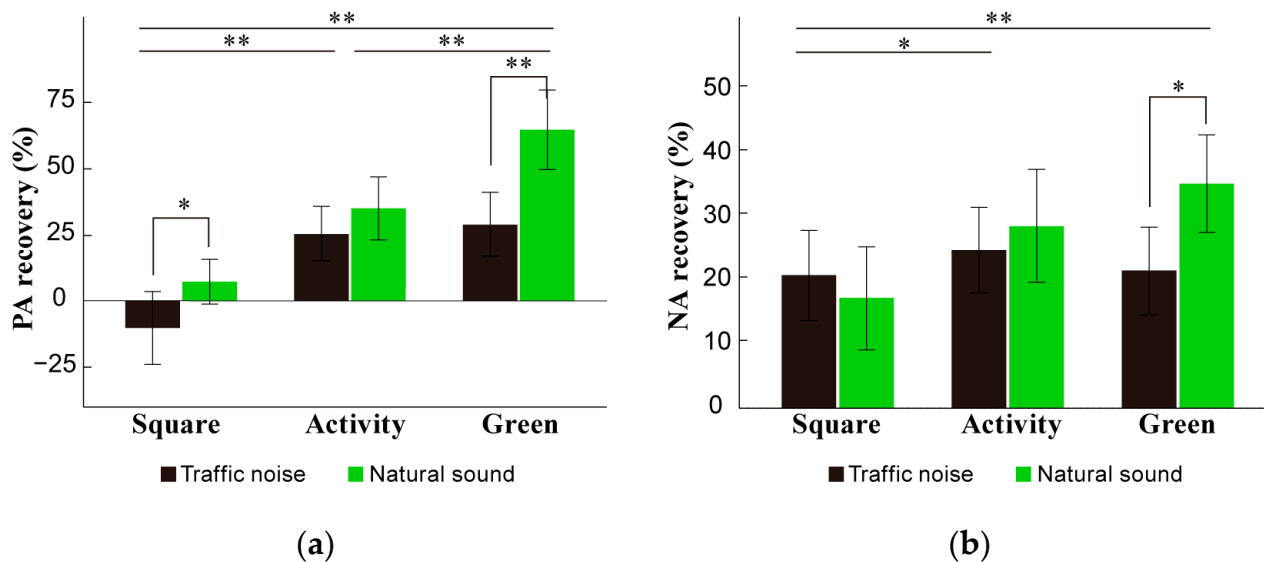 **
**
**
**
*
PA recovery (%)
75
50
25
0
−25
Square
Activity
Green
Traffic noise
Natural sound
(a)
**
*
*
NA recovery (%)
50
40
30
20
10
0
Square
Activity
Green
Traffic noise
Natural sound
(b)